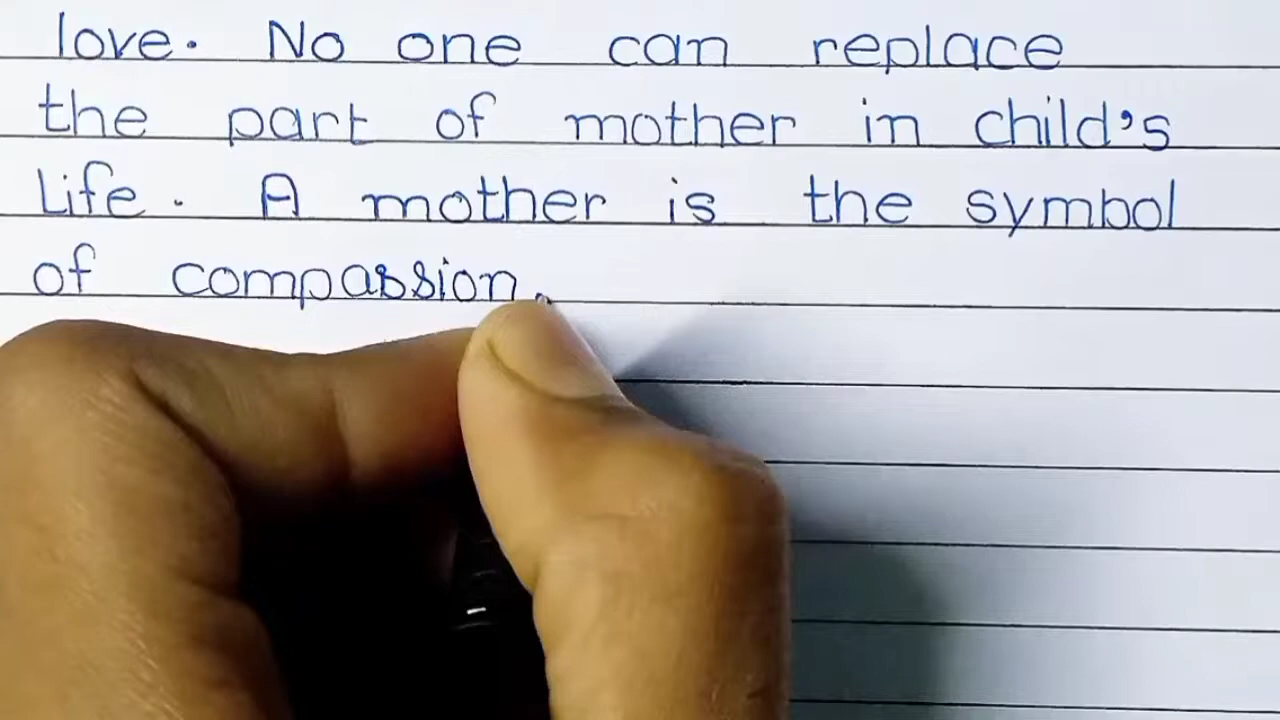 love. No one can replace
the part of mother in child's
Life. A mother is the symbol
of compassion.